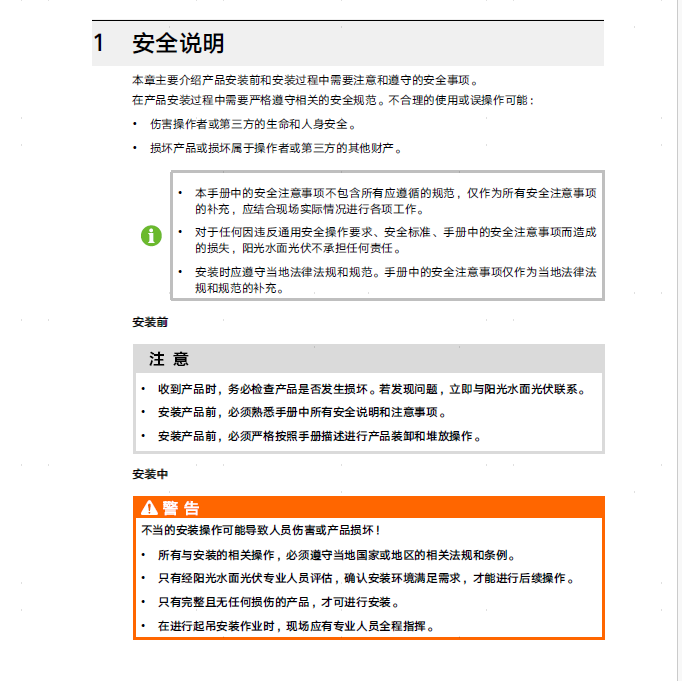 1 安全说明
本章主要介绍产品安装前和安装过程中需要注意和遵守的安全事项。
在产品安装过程中需要严格遵守相关的安全规范。不合理的使用或误操作可能：
• 伤害操作者或第三方的生命和人身安全。
• 损坏产品或损坏属于操作者或第三方的其他财产。
• 本手册中的安全注意事项不包含所有应遵循的规范，仅作为所有安全注意事项
的补充，应结合现场实际情况进行各项工作。
• 对于任何因违反通用安全操作要求、安全标准、手册中的安全注意事项而造成
的损失，阳光水面光伏不承担任何责任。
• 安装时应遵守当地法律法规和规范。手册中的安全注意事项仅作为当地法律法
规和规范的补充。
安装前
注 意
• 收到产品时，务必检查产品是否发生损坏。若发现问题，立即与阳光水面光伏联系。
• 安装产品前，必须熟悉手册中所有安全说明和注意事项。
• 安装产品前，必须严格按照手册描述进行产品装卸和堆放操作。
安装中
警 告
不当的安装操作可能导致人员伤害或产品损坏！
• 所有与安装的相关操作，必须遵守当地国家或地区的相关法规和条例。
• 只有经阳光水面光伏专业人员评估，确认安装环境满足需求，才能进行后续操作。
• 只有完整且无任何损伤的产品，才可进行安装。
• 在进行起吊安装作业时，现场应有专业人员全程指挥。